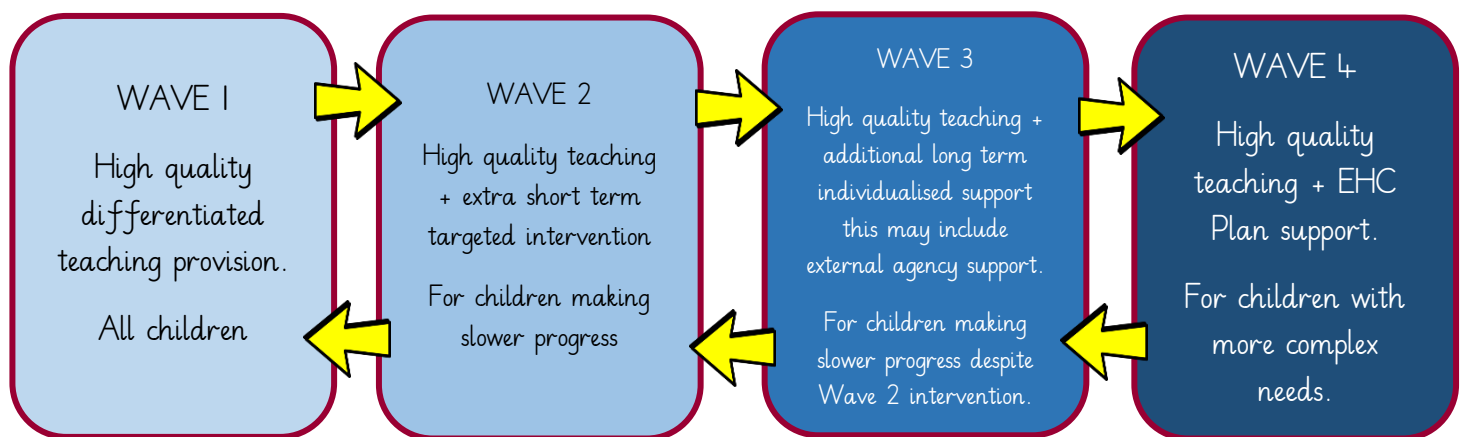 WAVE 1
High quality
differentiated
teaching provision.
All children
WAVE 2
High quality teaching
+ extra short term
targeted intervention
For children making
slower progress
WAVE 3
High quality teaching +
additional long term
individualised support
this may include
external agency support.
For children making
slower progress despite
Wave 2 intervention.
WAVE 4
High quality
teaching + EHC
Plan support.
For children with
more complex
needs.